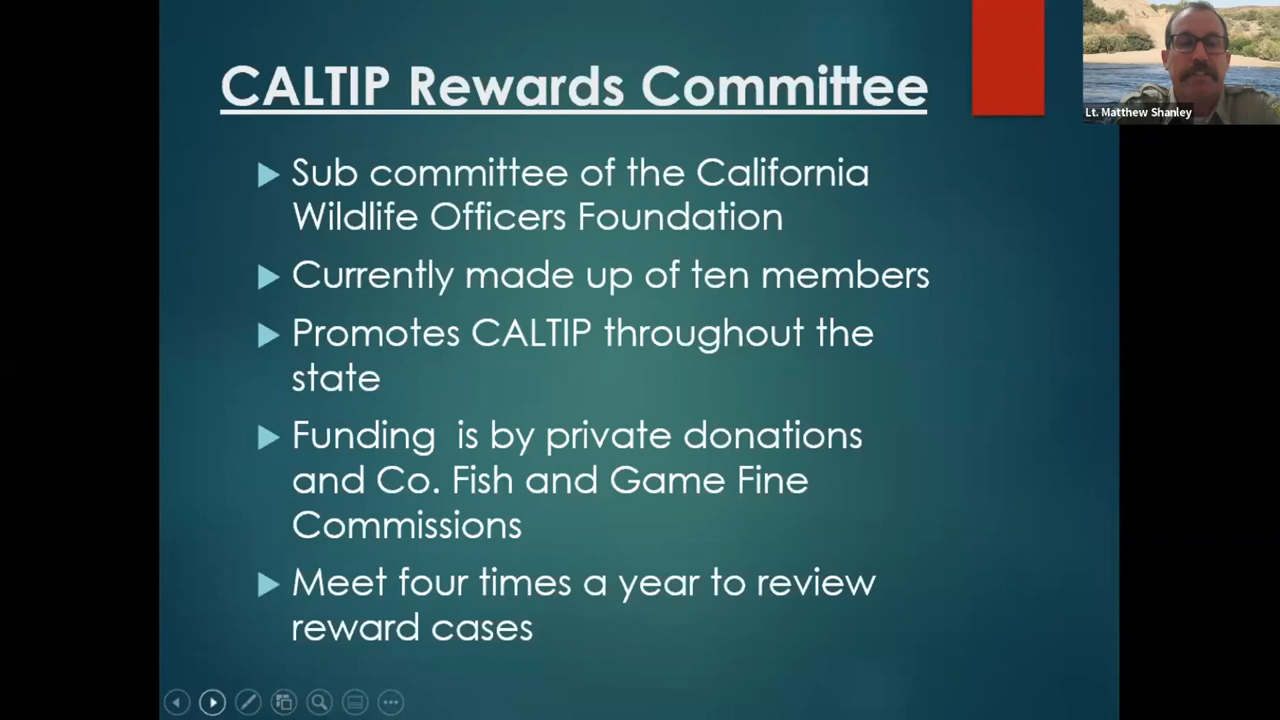 CALTIP Rewards Committee
Lt. Matthew Shanley
Sub committee of the California
Wildlife Officers Foundation
Currently made up of ten members
Promotes CALTIP throughout the
state
Funding  is by private donations
and Co. Fish and Game Fine
Commissions
Meet four times a year to review
reward cases